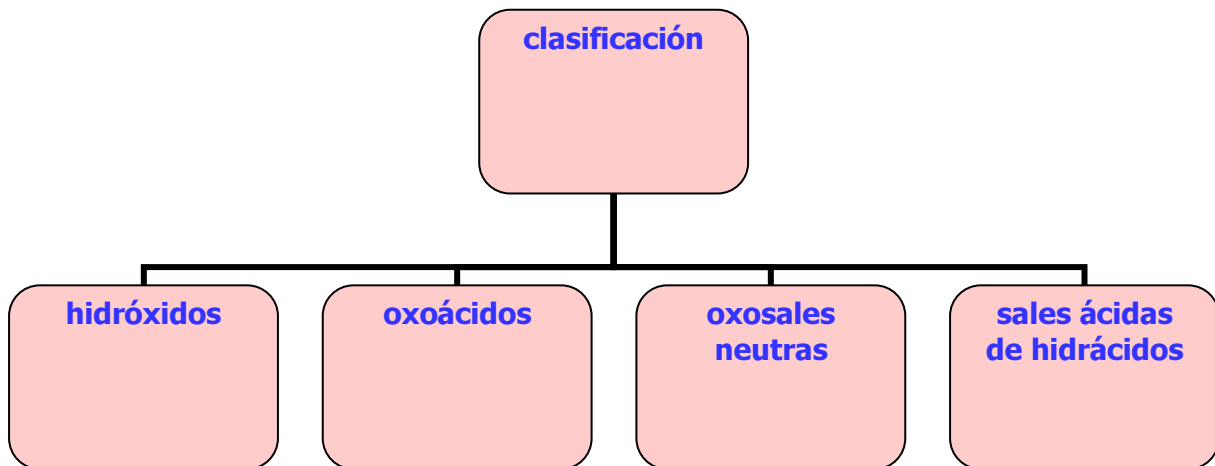 clasificación
hidróxidos
oxoácidos
oxosales
neutras
sales ácidas
de hidrácidos